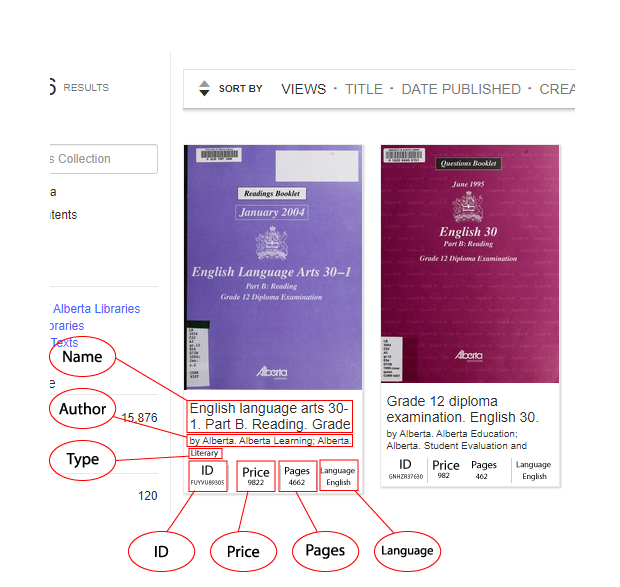 RESULTS
SORT BY VIEWS · TITLE · DATE PUBLISHED · CREA
s Collection
a
ntents
Alberta Libraries
braries
Texts
e
15,876
120
Readings Booklet
January 2004
English Language Arts 30–1
Part B: Reading
Grade 12 Diploma Examination
Alberta
English language arts 30-
1. Part B. Reading. Grade
by Alberta. Alberta Learning; Alberta.
Literary
ID
FUYVU89305
Price
9822
Pages
4662
Language
English
Questions Booklet
June 1995
English 30
Part B: Reading
Grade 12 Diploma Examination
Alberta
Grade 12 diploma
examination. English 30.
by Alberta. Alberta Education;
Alberta. Student Evaluation and
ID
GNHZR37630
Price
982
Pages
462
Language
English
Name
Author
Type
ID
Price
Pages
Language